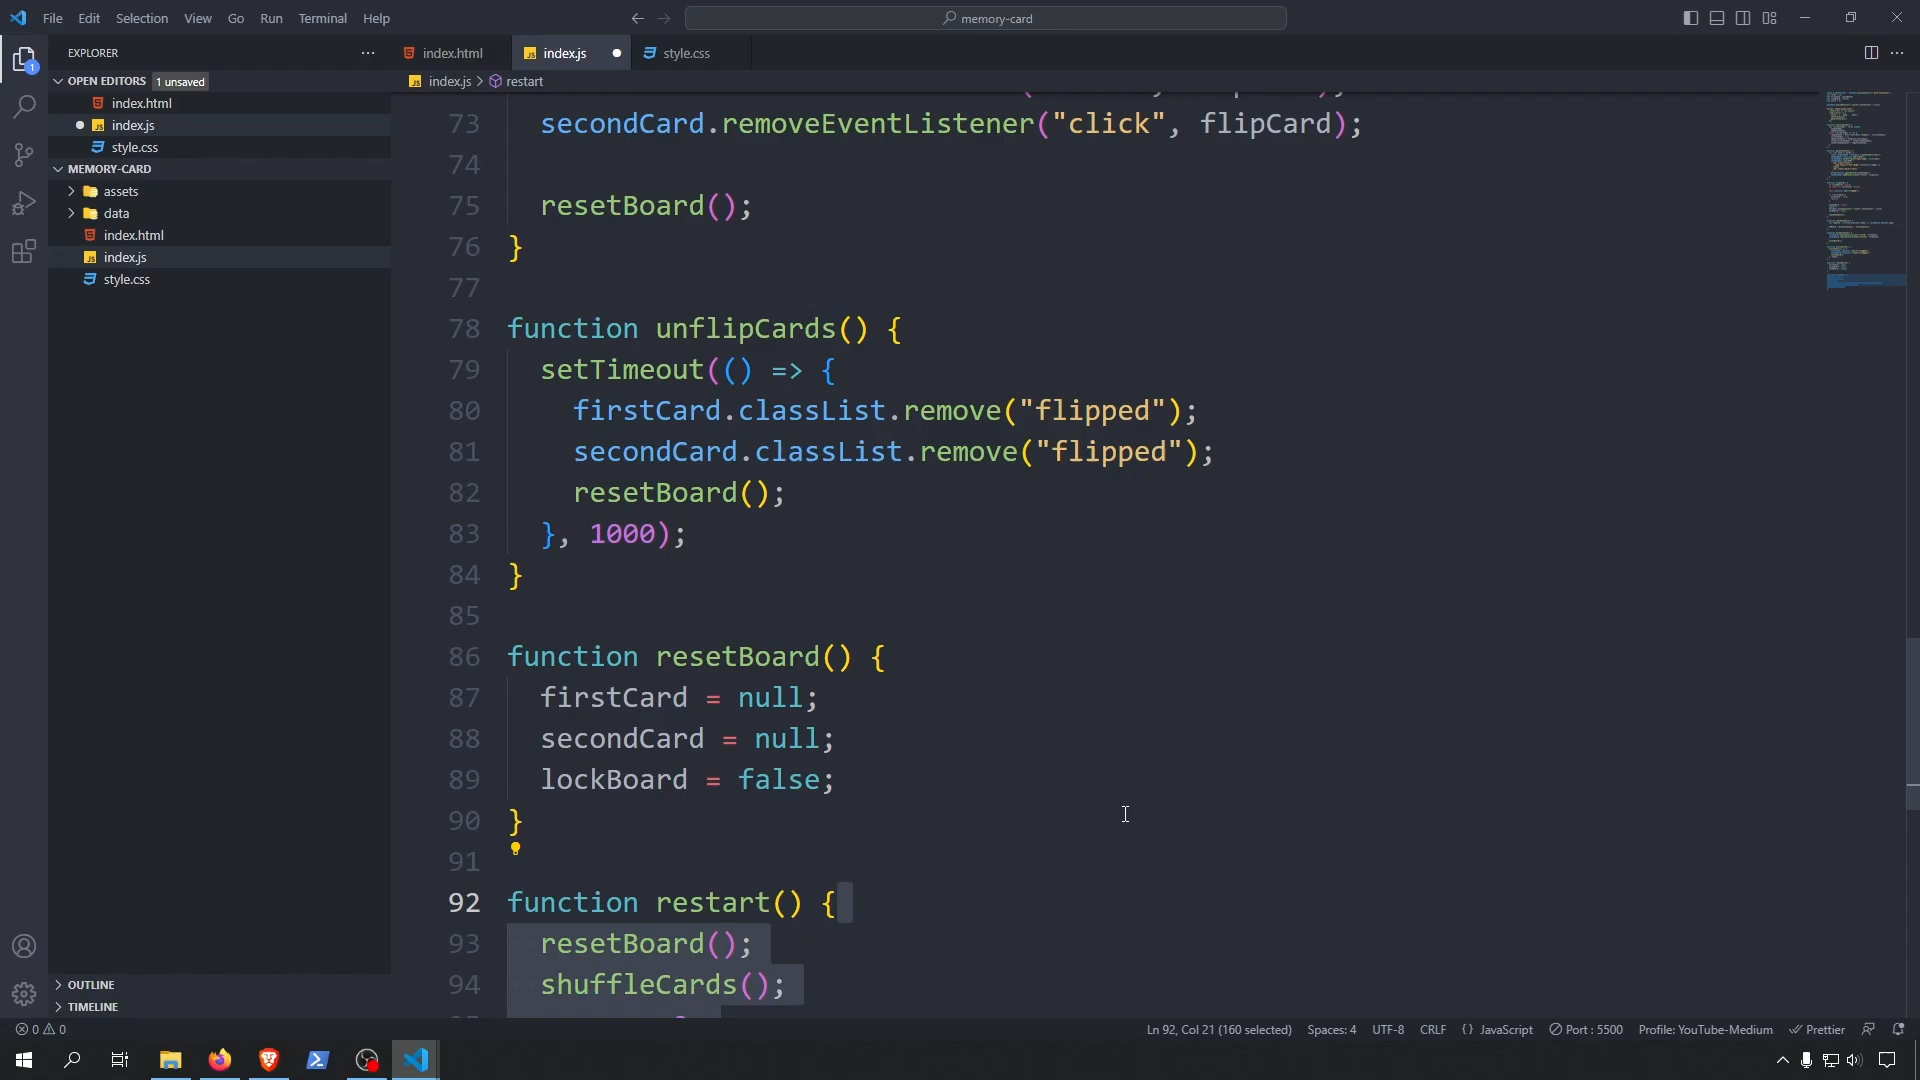 File Edit Selection View Go Run Terminal Help
memory-card
EXPLORER
OPEN EDITORS 1 unsaved
index.html
index.js
style.css
MEMORY-CARD
assets
data
index.html
index.js
style.css
OUTLINE
TIMELINE
index.html index.js style.css
index.js > restart
73 secondCard.removeEventListener("click", flipCard);
74
75 resetBoard();
76 }
77
78 function unflipCards() {
79 setTimeout(() => {
80 firstCard.classList.remove("flipped");
81 secondCard.classList.remove("flipped");
82 resetBoard();
83 }, 1000);
84 }
85
86 function resetBoard() {
87 firstCard = null;
88 secondCard = null;
89 lockBoard = false;
90 }
91
92 function restart() {
93 resetBoard();
94 shuffleCards();
0 0 Ln 92, Col 21 (160 selected) Spaces: 4 UTF-8 CRLF {} JavaScript Port : 5500 Profile: YouTube-Medium Prettier